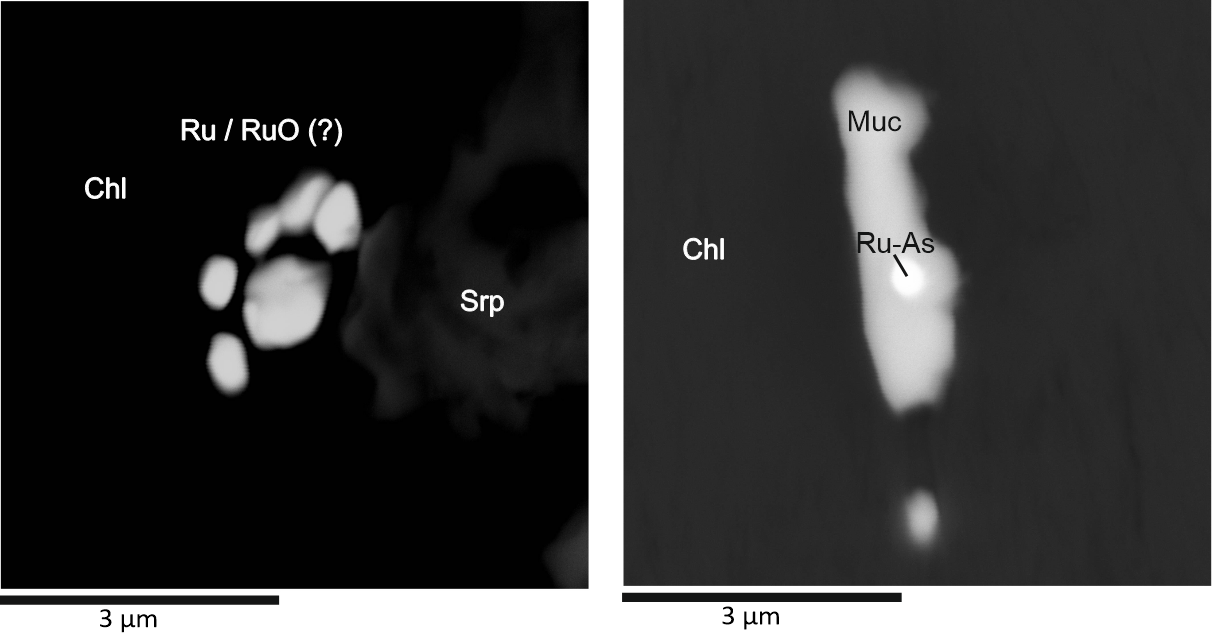 Ru / RuO (?)
Chl
Srp
3 µm
Muc
Ru-As
Chl
3 µm